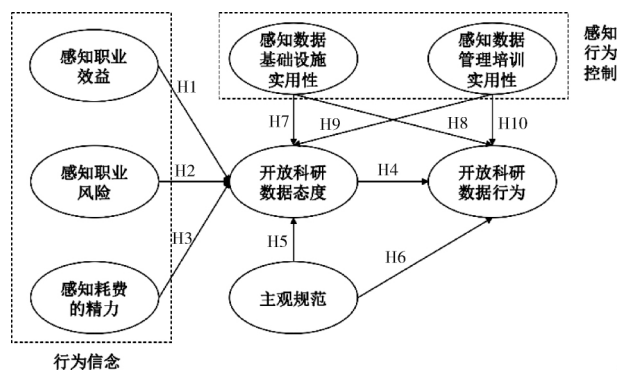 感知职业
效益
感知数据
基础设施
实用性
感知数据
管理培训
实用性
感知
行为
控制
H1
H7
H9
H8
H10
感知职业
风险
H2
开放科研
数据态度
H4
开放科研
数据行为
H3
H5
H6
感知耗费
的精力
主观规范
行为信念